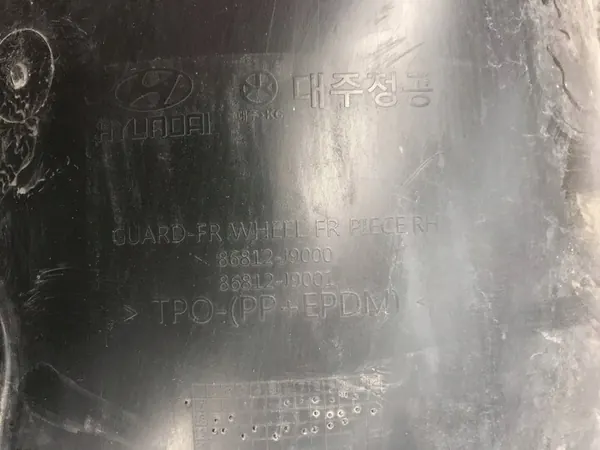 HYUNDAI 대주정공
GUARD-FR WHEEL FR PIECE RH
86812-J9000
86812-J9001
> TPO-(PP+EPDM) <